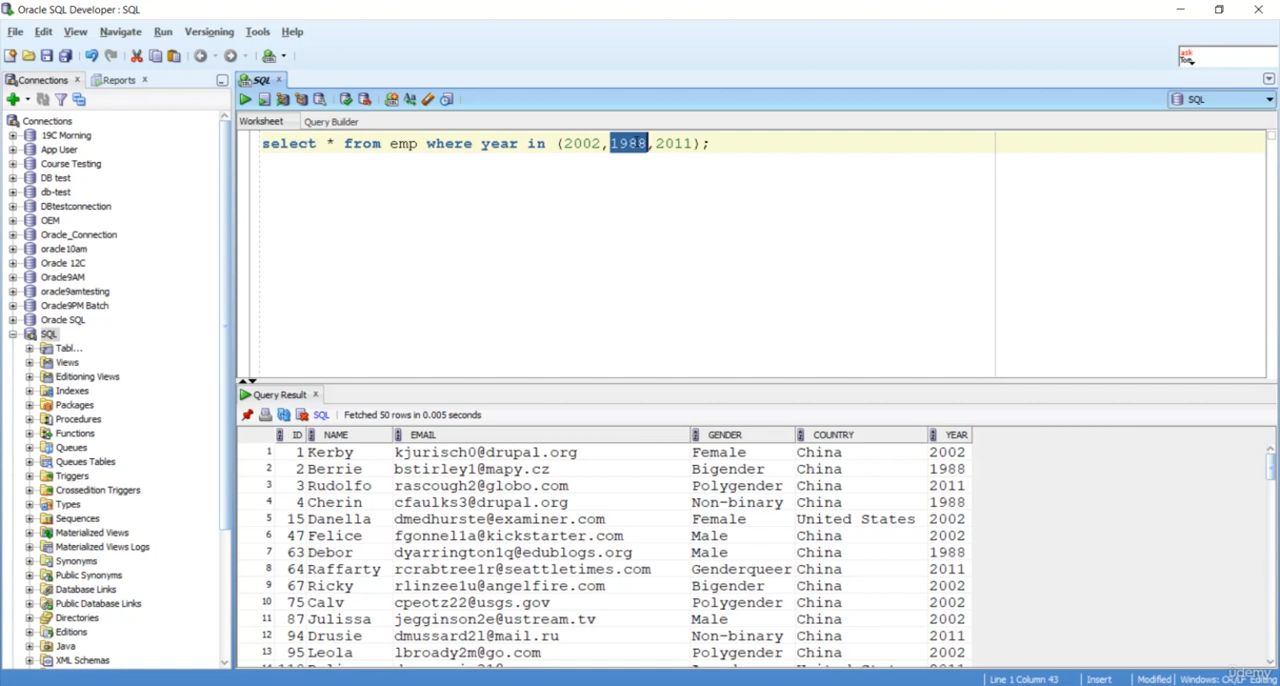 Oracle SQL Developer : SQL
File Edit View Navigate Run Versioning Tools Help
ask
Tom
Connections x Reports x
SQL x
SQL
Worksheet Query Builder
select * from emp where year in (2002,1988,2011);
Connections
19C Morning
App User
Course Testing
DB test
db-test
DBtestconnection
OEM
Oracle_Connection
oracle10am
Oracle 12C
Oracle9AM
oracle9amtesting
Oracle9PM Batch
Oracle SQL
SQL
Tabl...
Views
Editioning Views
Indexes
Packages
Procedures
Functions
Queues
Queues Tables
Triggers
Crossedition Triggers
Types
Sequences
Materialized Views
Materialized Views Logs
Synonyms
Public Synonyms
Database Links
Public Database Links
Directories
Editions
Java
XML Schemas
Query Result x
SQL | Fetched 50 rows in 0.005 seconds
ID NAME EMAIL GENDER COUNTRY YEAR
1 1 Kerby kjurisch0@drupal.org Female China 2002
2 2 Berrie bstirley1@mapy.cz Bigender China 1988
3 3 Rudolfo rascough2@globo.com Polygender China 2011
4 4 Cherin cfaulks3@drupal.org Non-binary China 1988
5 15 Danella dmedhurste@examiner.com Female United States 2002
6 47 Felice fgonnella@kickstarter.com Male China 2002
7 63 Debor dyarrington1q@edublogs.org Male China 1988
8 64 Raffarty rcrabtree1r@seattletimes.com Genderqueer China 2011
9 67 Ricky rlinzee1u@angelfire.com Bigender China 2002
10 75 Calv cpeotz22@usgs.gov Polygender China 2002
11 87 Julissa jegginson2e@ustream.tv Male China 2002
12 94 Drusie dmussard2l@mail.ru Non-binary China 2011
13 95 Leola lbroady2m@go.com Polygender China 2002
Line 1 Column 43 | Insert | Modified | Windows: CR/LF Editing
udemy